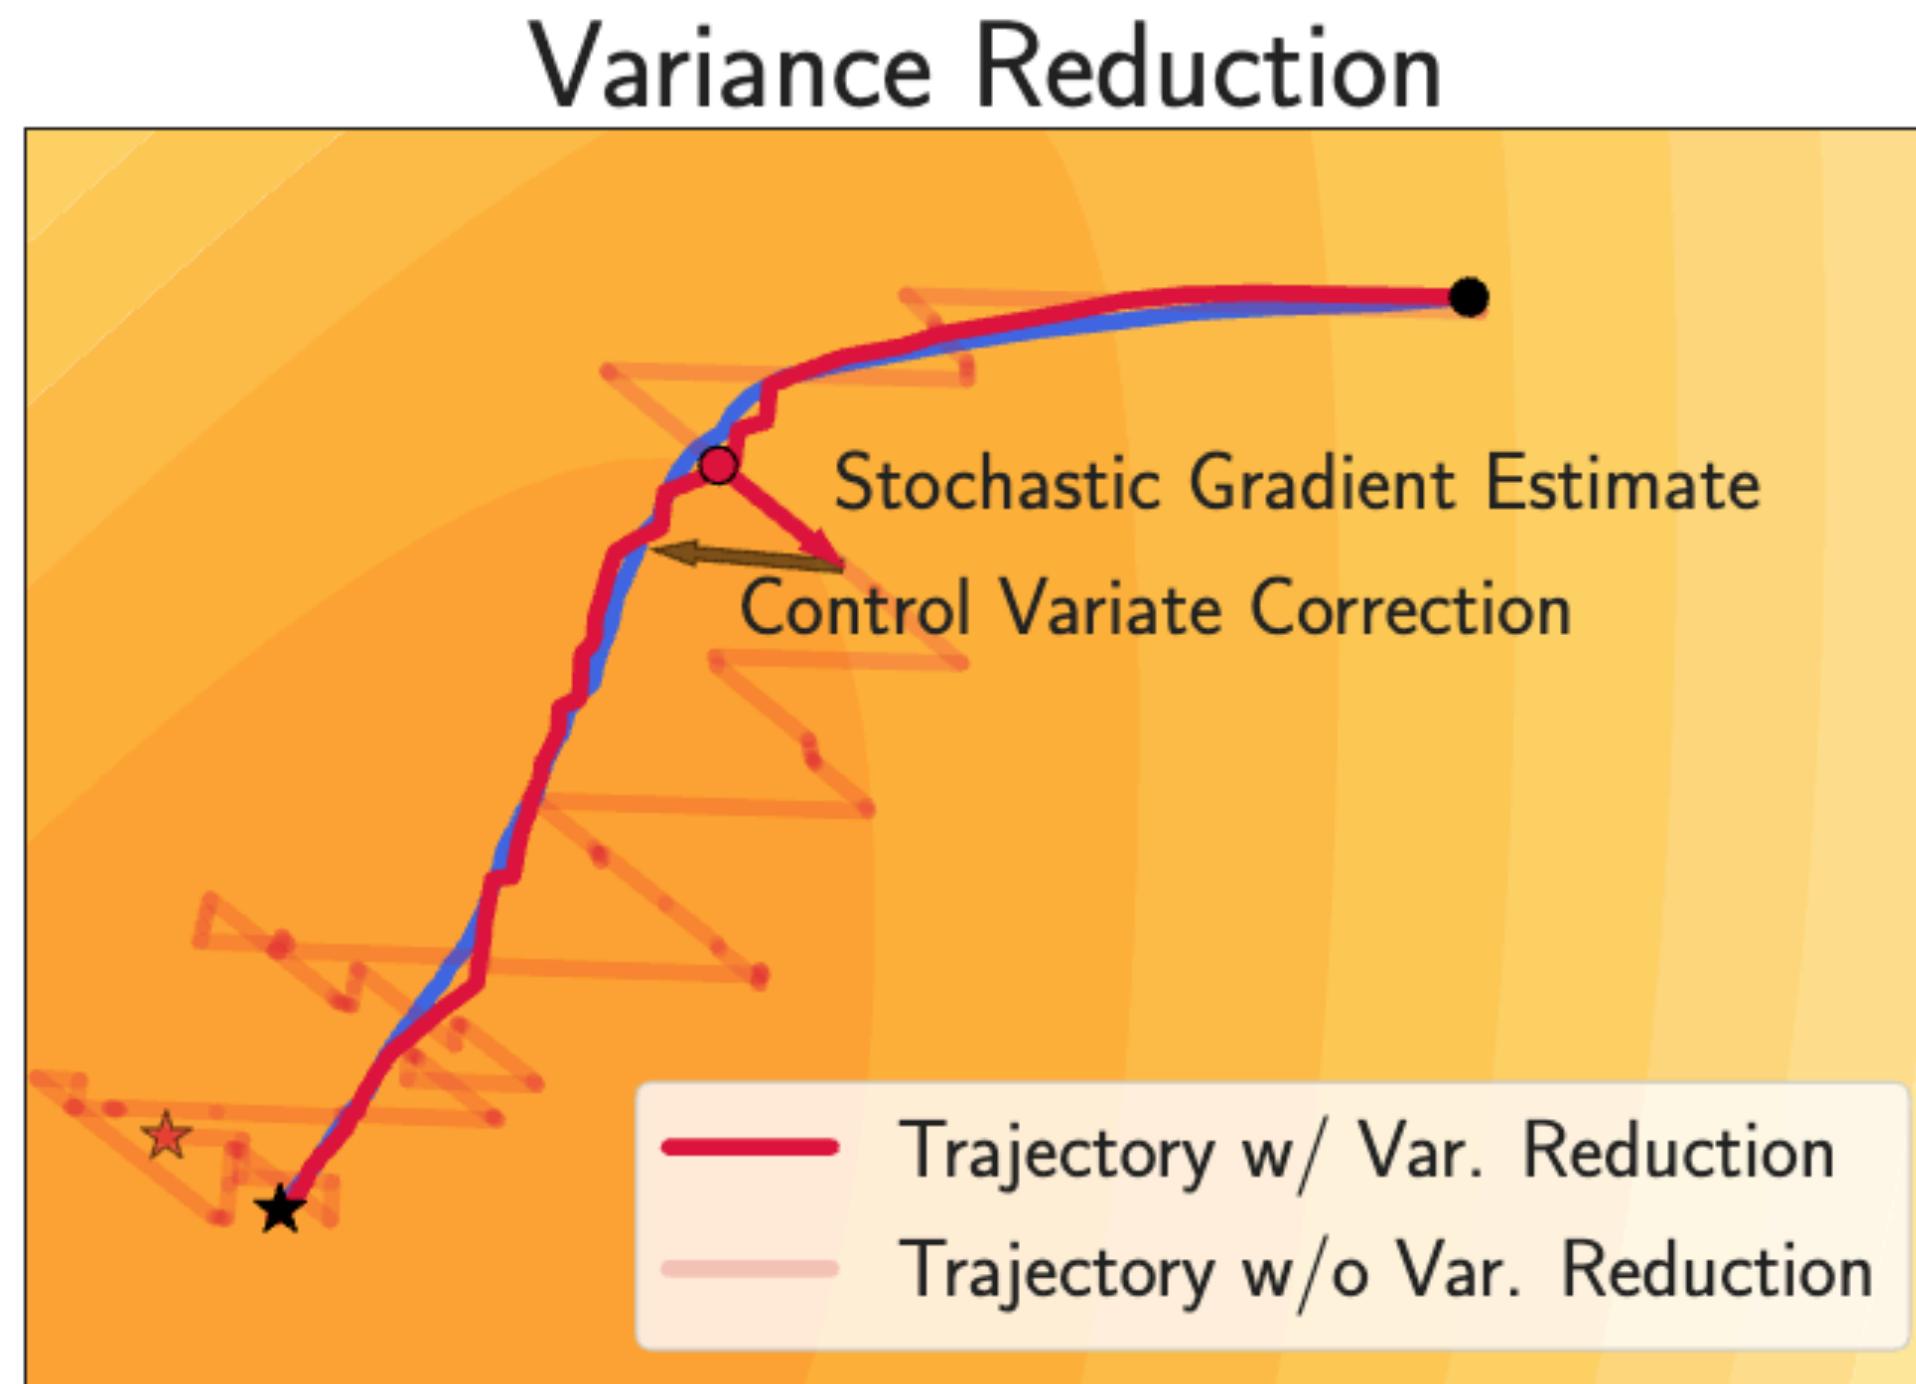 Variance Reduction
Stochastic Gradient Estimate
Control Variate Correction
Trajectory w/ Var. Reduction
Trajectory w/o Var. Reduction